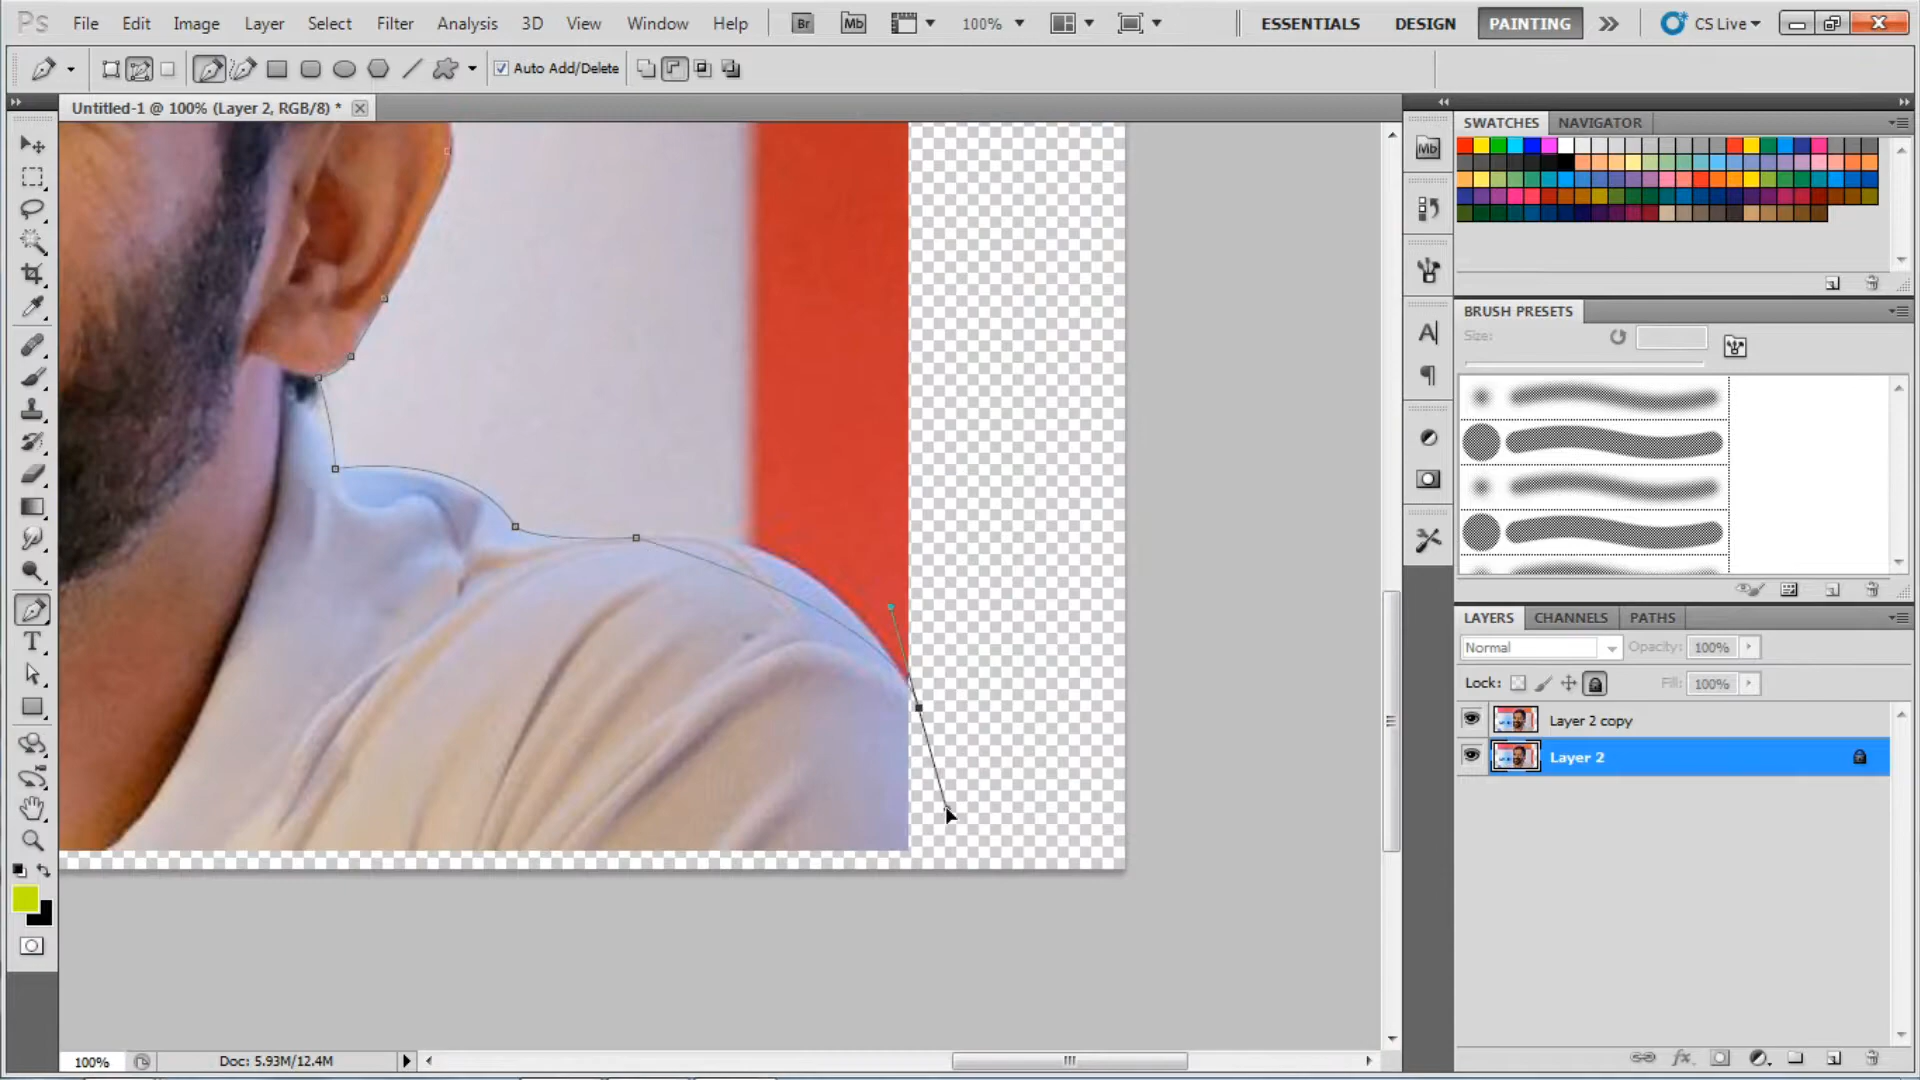 Ps File Edit Image Layer Select Filter Analysis 3D View Window Help Br Mb 100% ESSENTIALS DESIGN PAINTING CS Live
Auto Add/Delete
Untitled-1 @ 100% (Layer 2, RGB/8) *
SWATCHES NAVIGATOR
Mb
BRUSH PRESETS
Size:
A
T
LAYERS CHANNELS PATHS
Normal Opacity: 100%
Lock: Fill: 100%
Layer 2 copy
Layer 2
fx
100% Doc: 5.93M/12.4M